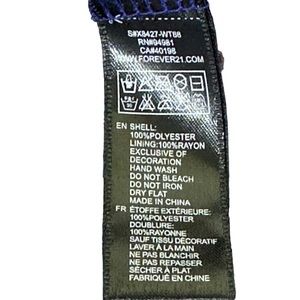 S#X8427-WT68
RN#94981
CA#40198
WWW.FOREVER21.COM
EN SHELL:
100%POLYESTER
LINING:100%RAYON
EXCLUSIVE OF
DECORATION
HAND WASH
DO NOT BLEACH
DO NOT IRON
DRY FLAT
MADE IN CHINA
FR ÉTOFFE EXTÉRIEURE:
100%POLYESTER
DOUBLURE:
100%RAYONNE
SAUF TISSU DÉCORATIF
LAVER À LA MAIN
NE PAS BLANCHIR
NE PAS REPASSER
SÉCHER À PLAT
FABRIQUÉ EN CHINE